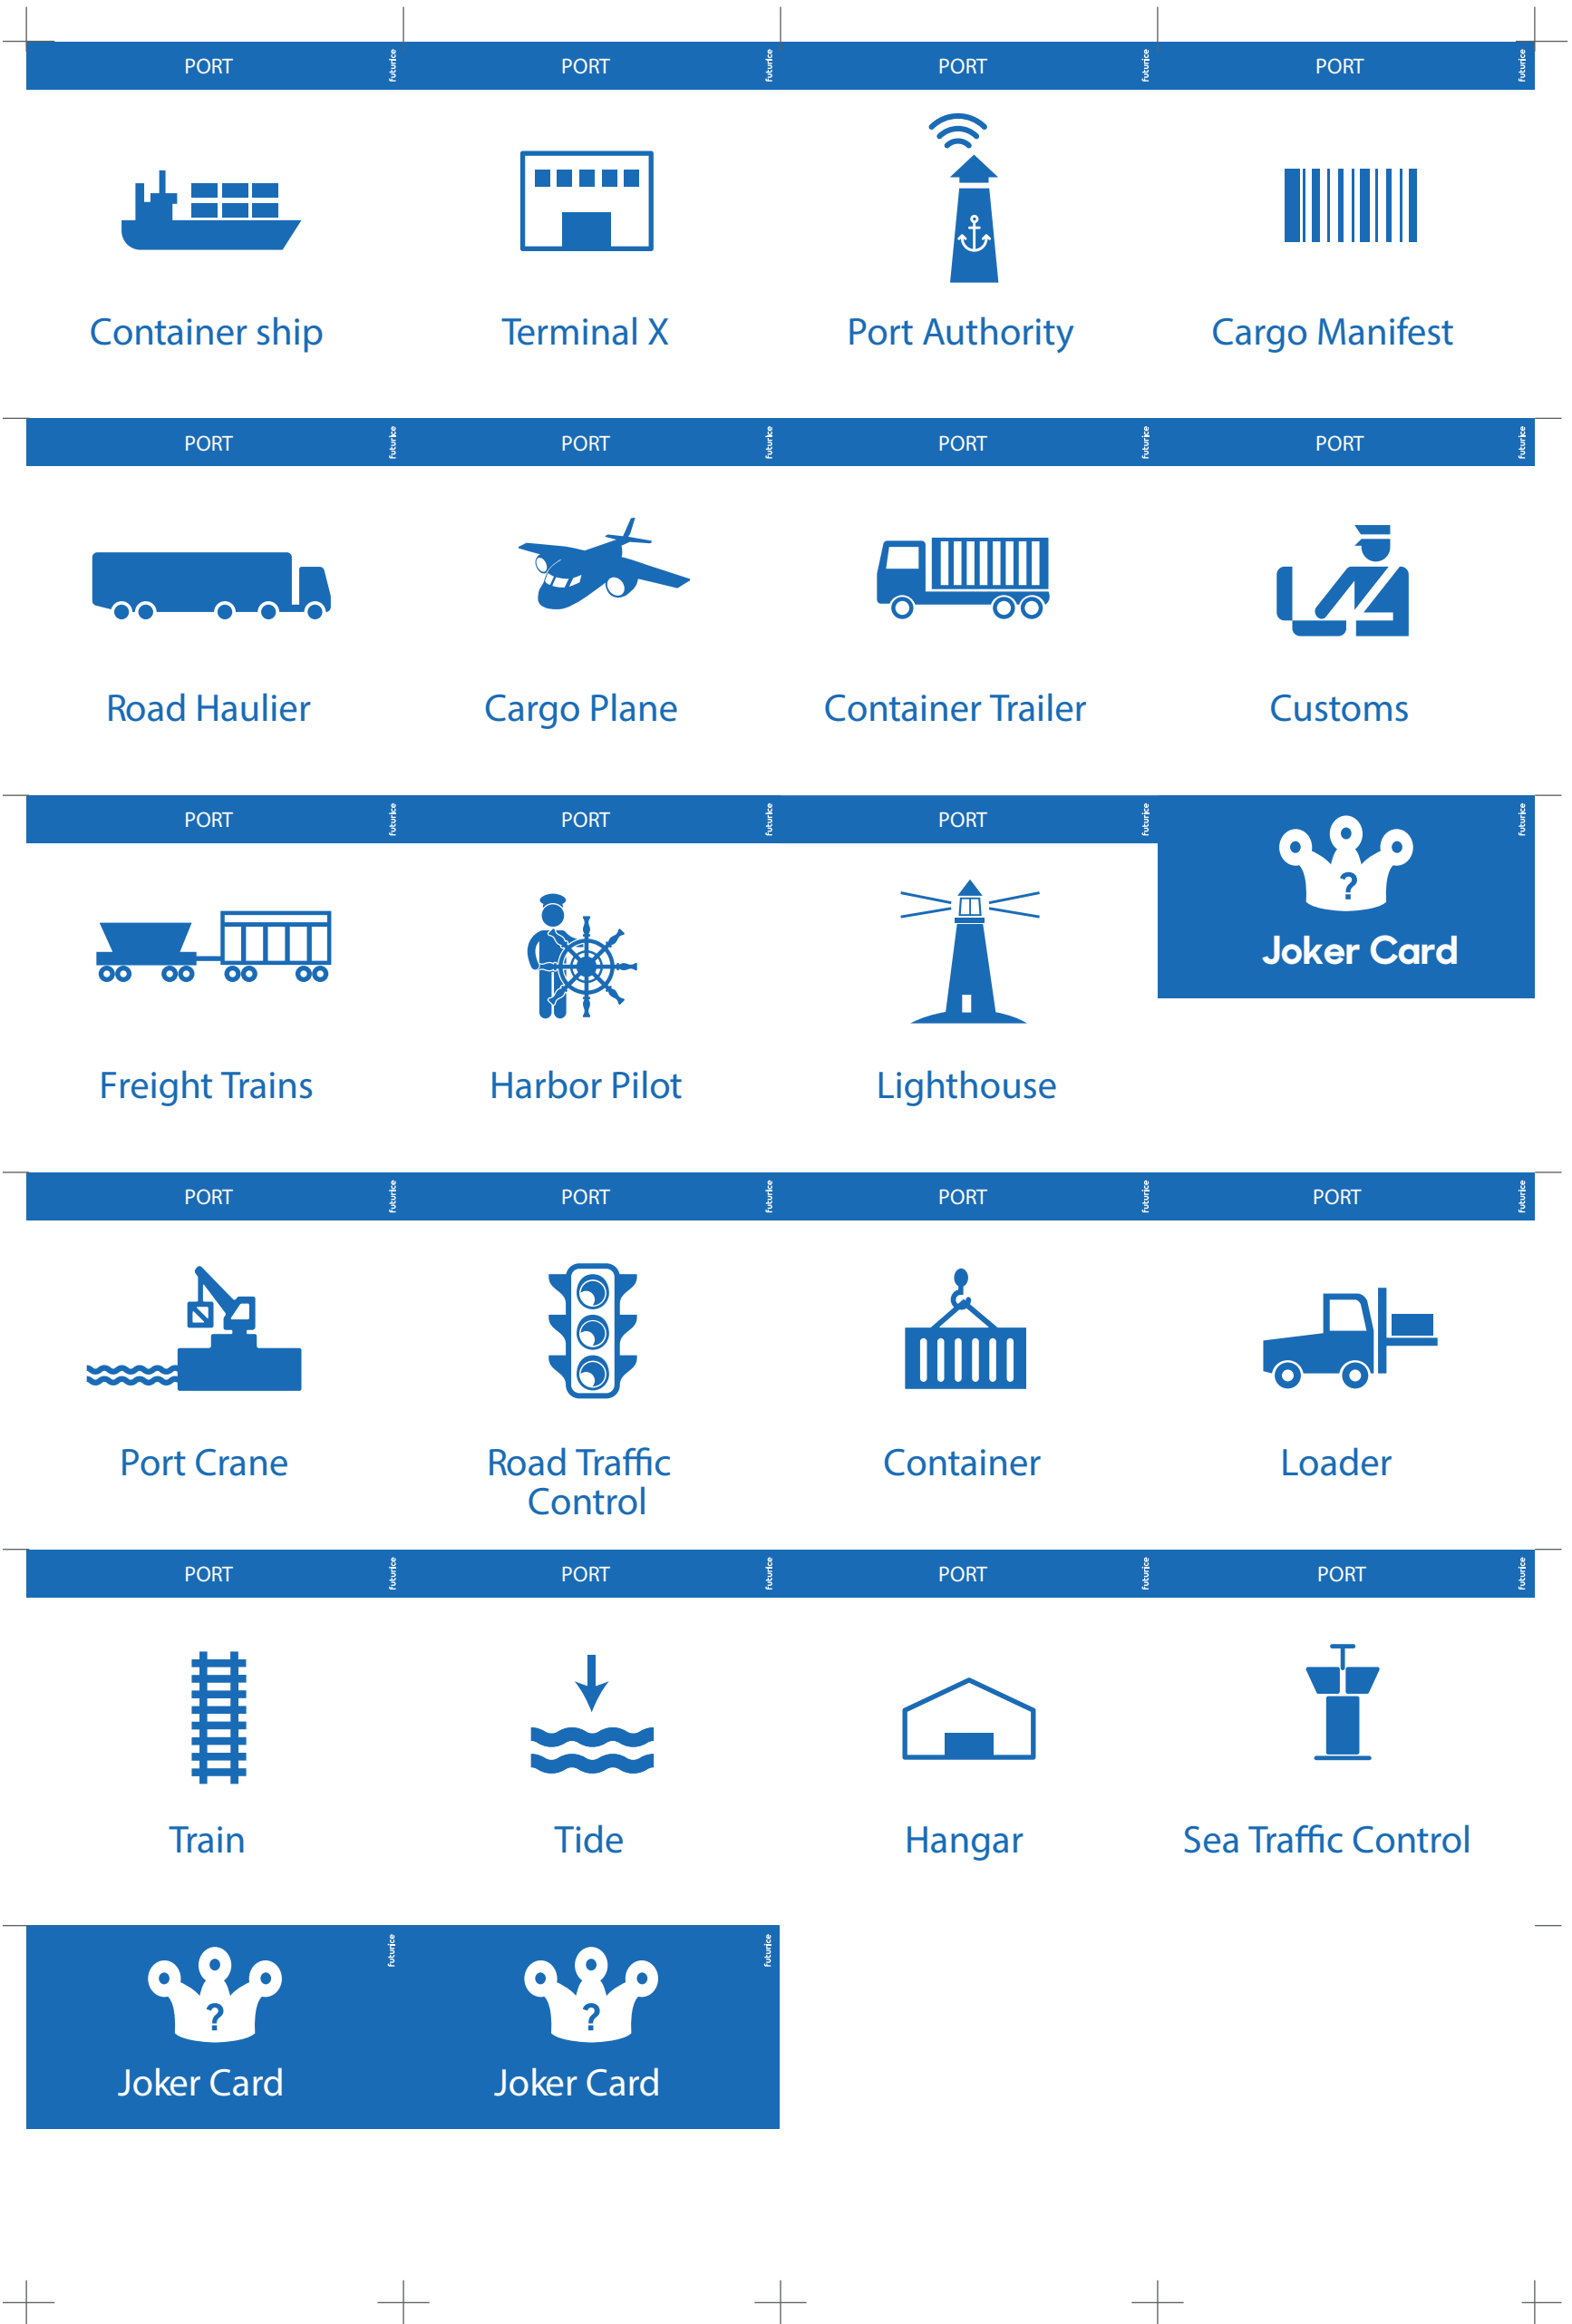 PORT futurice PORT futurice PORT futurice PORT futurice
Container ship Terminal X Port Authority Cargo Manifest
PORT futurice PORT futurice PORT futurice PORT futurice
Road Haulier Cargo Plane Container Trailer Customs
PORT futurice PORT futurice PORT futurice futurice
?
Joker Card
Freight Trains Harbor Pilot Lighthouse
PORT futurice PORT futurice PORT futurice PORT futurice
Port Crane Road Traffic Container Loader
Control
PORT futurice PORT futurice PORT futurice PORT futurice
Train Tide Hangar Sea Traffic Control
futurice futurice
? ?
Joker Card Joker Card